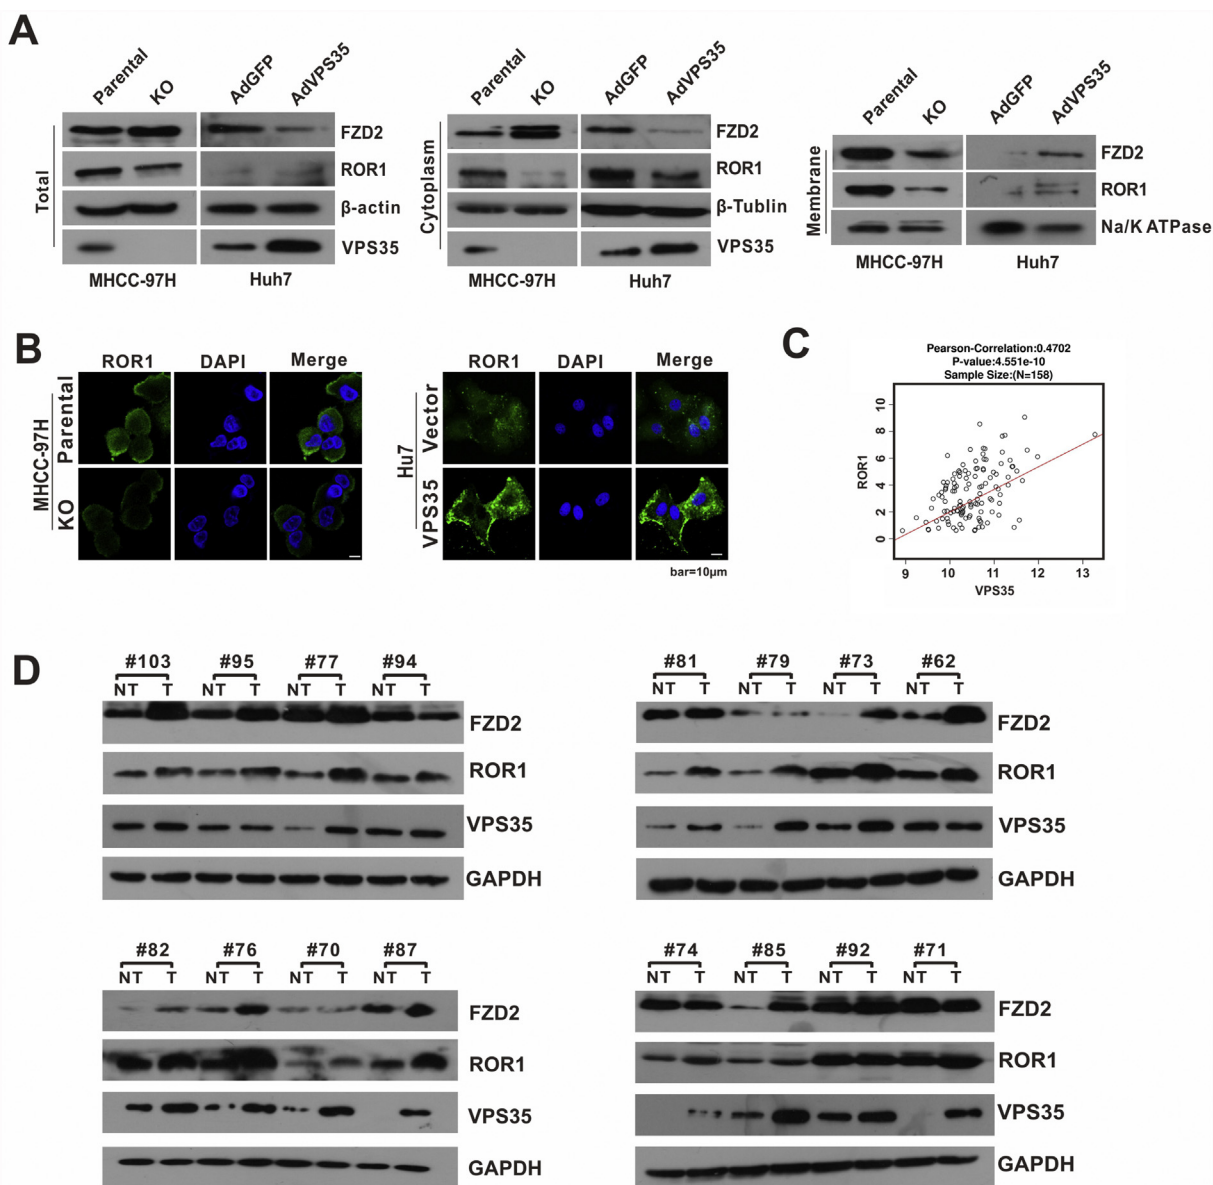 A
Parental KO AdGFP AdVPS35
Total
FZD2
ROR1
β-actin
VPS35
MHCC-97H Huh7
Parental KO AdGFP AdVPS35
Cytoplasm
FZD2
ROR1
β-Tublin
VPS35
MHCC-97H Huh7
Parental KO AdGFP AdVPS35
Membrane
FZD2
ROR1
Na/K ATPase
MHCC-97H Huh7
B
ROR1 DAPI Merge
MHCC-97H
Parental
KO
ROR1 DAPI Merge
Hu7
Vector
VPS35
bar=10μm
C
Pearson-Correlation:0.4702
P-value:4.551e-10
Sample Size:(N=158)
ROR1
10
8
6
4
2
0
9 10 11 12 13
VPS35
D
#103 #95 #77 #94
NT T NT T NT T NT T
FZD2
ROR1
VPS35
GAPDH
#81 #79 #73 #62
NT T NT T NT T NT T
FZD2
ROR1
VPS35
GAPDH
#82 #76 #70 #87
NT T NT T NT T NT T
FZD2
ROR1
VPS35
GAPDH
#74 #85 #92 #71
NT T NT T NT T NT T
FZD2
ROR1
VPS35
GAPDH